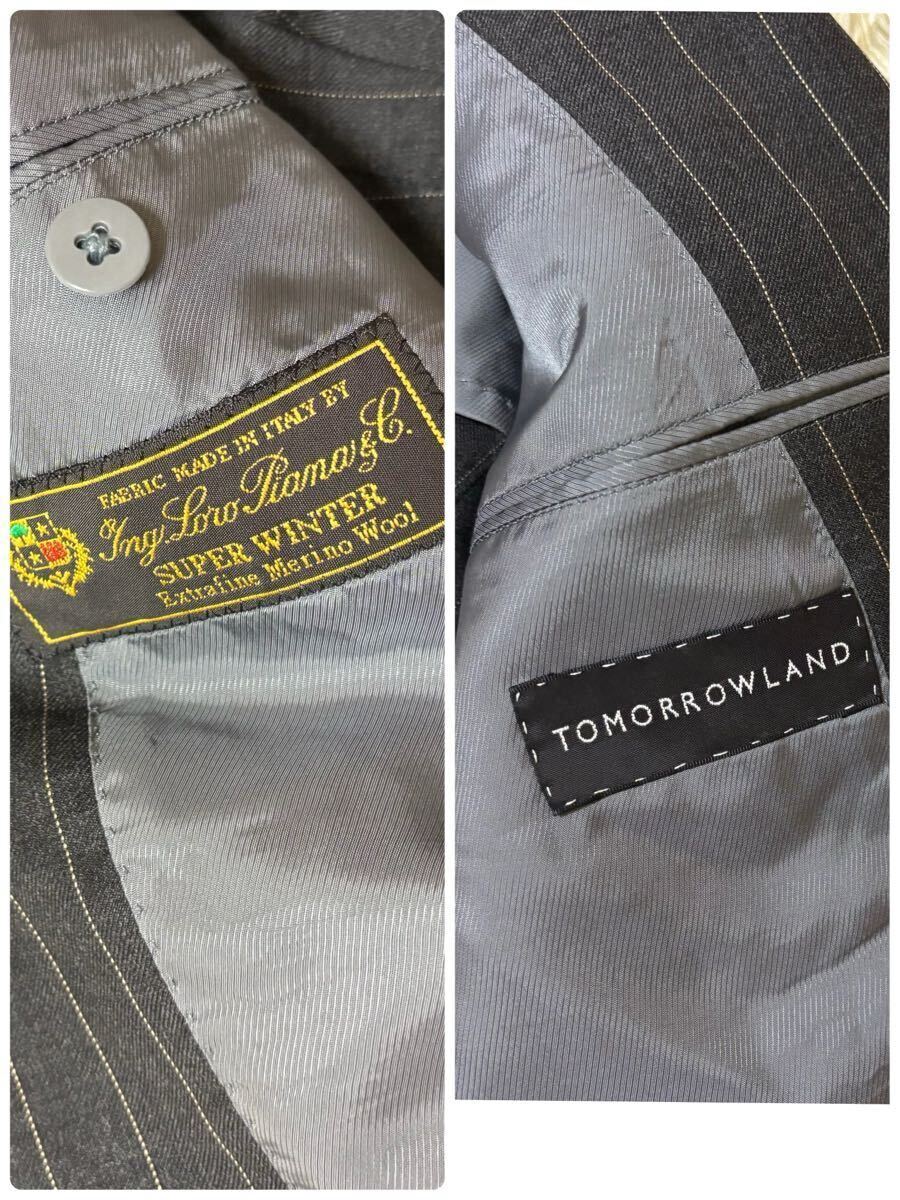 FABRIC MADE IN ITALY BY
Ing. Loro Piana & C.
SUPER WINTER
Extrafine Merino Wool
TOMORROWLAND